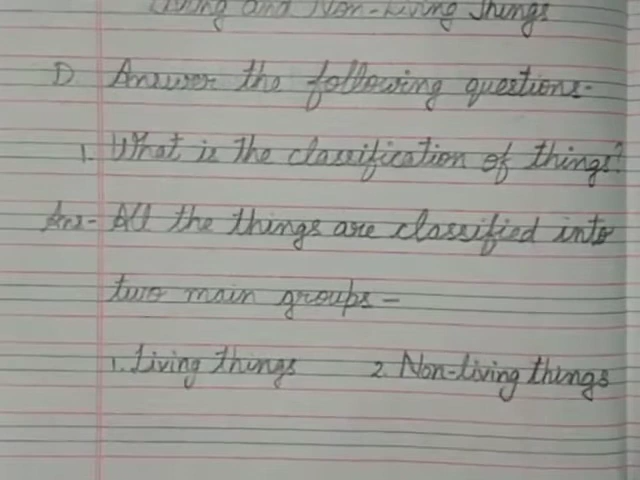 Living and Non-Living Things
D Answer the following questions-
1. What is the classification of things?
Ans- All the things are classified into
two main groups-
1. Living things 2. Non-Living things